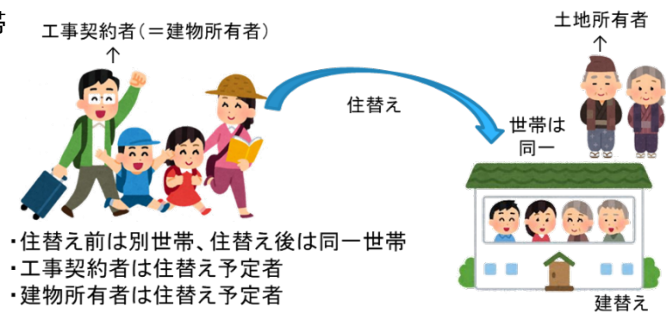 帯
工事契約者(=建物所有者)
↑
土地所有者
↑
住替え
世帯は
同一
・住替え前は別世帯、住替え後は同一世帯
・工事契約者は住替え予定者
・建物所有者は住替え予定者
建替え